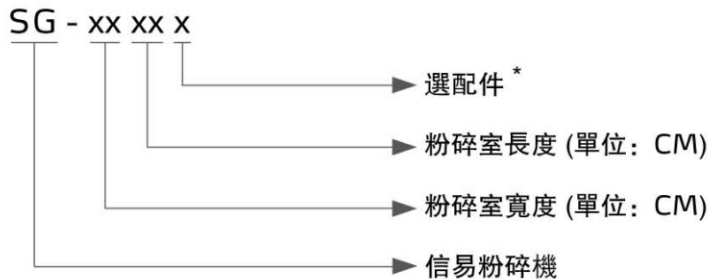 SG - xx xx x
選配件 *
粉碎室長度 (單位：CM)
粉碎室寬度 (單位：CM)
信易粉碎機